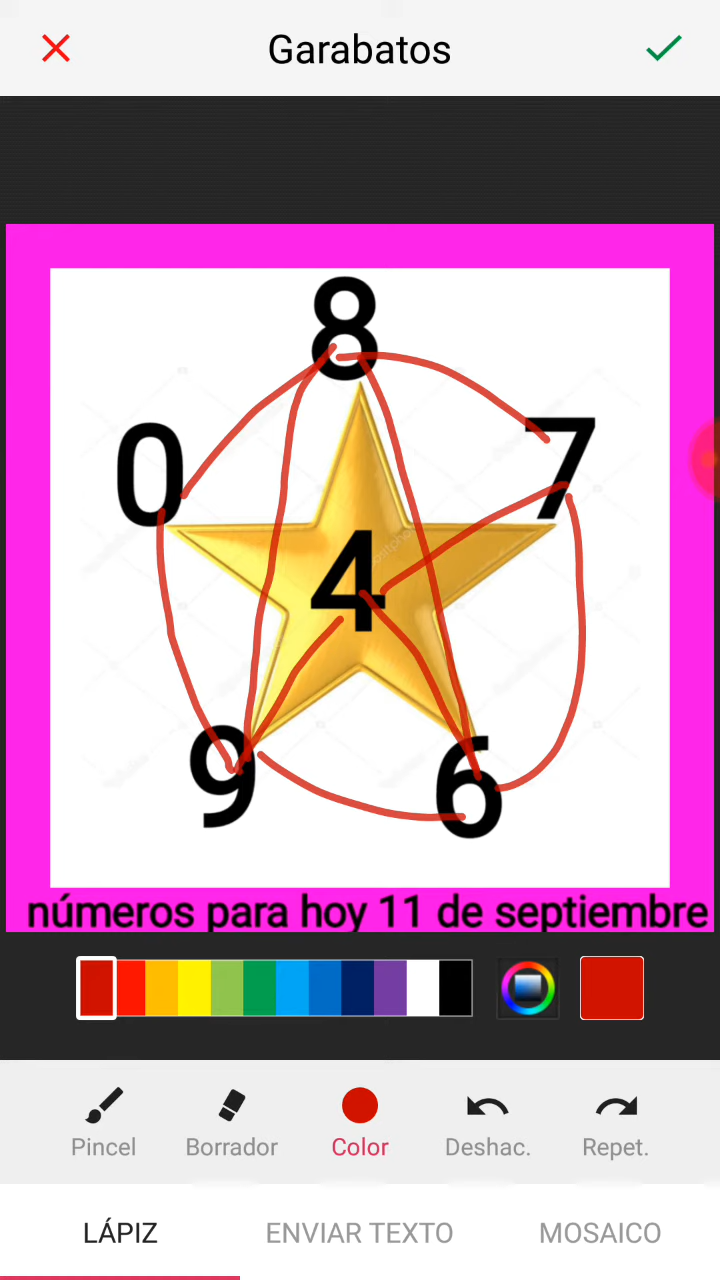 Garabatos
8
0
7
4
9
6
números para hoy 11 de septiembre
Pincel Borrador Color Deshac. Repet.
LÁPIZ ENVIAR TEXTO MOSAICO